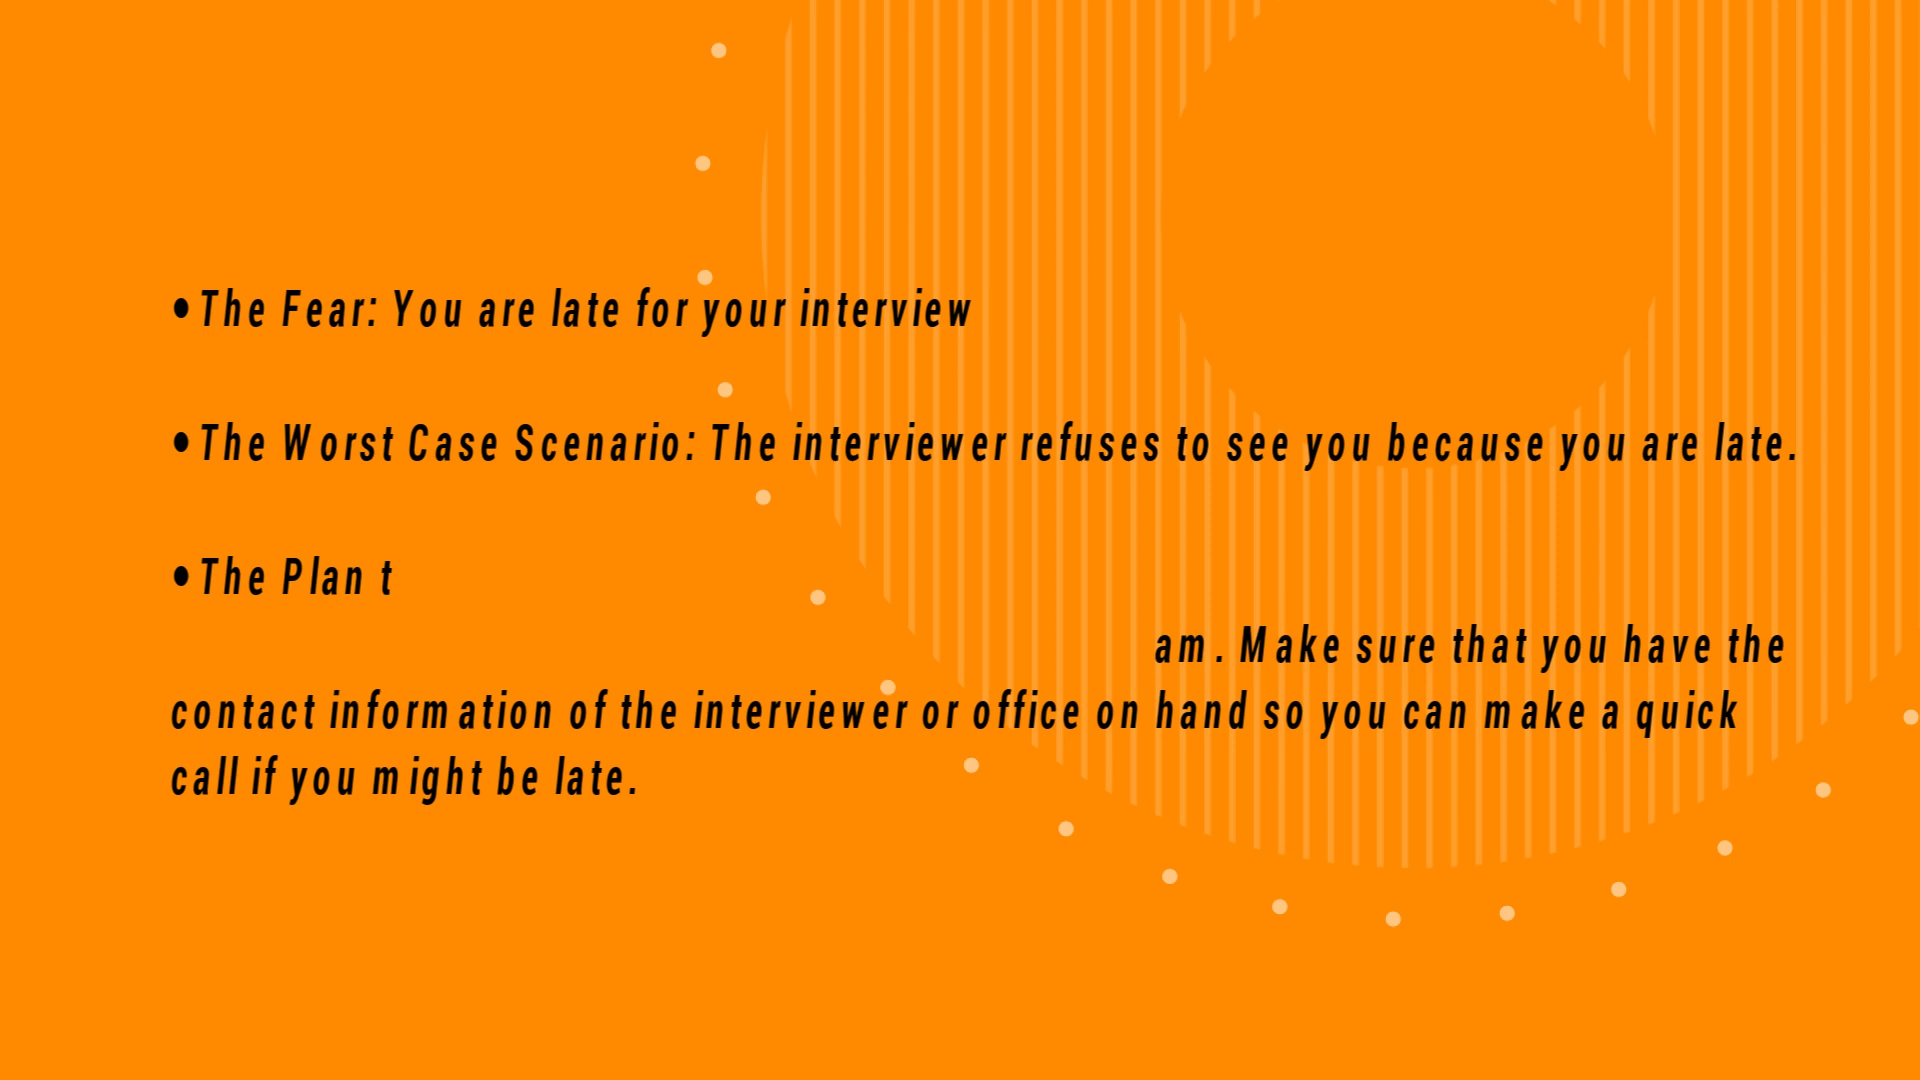 •The Fear: You are late for your interview
•The Worst Case Scenario: The interviewer refuses to see you because you are late.
•The Plan t
am. Make sure that you have the
contact information of the interviewer or office on hand so you can make a quick
call if you might be late.